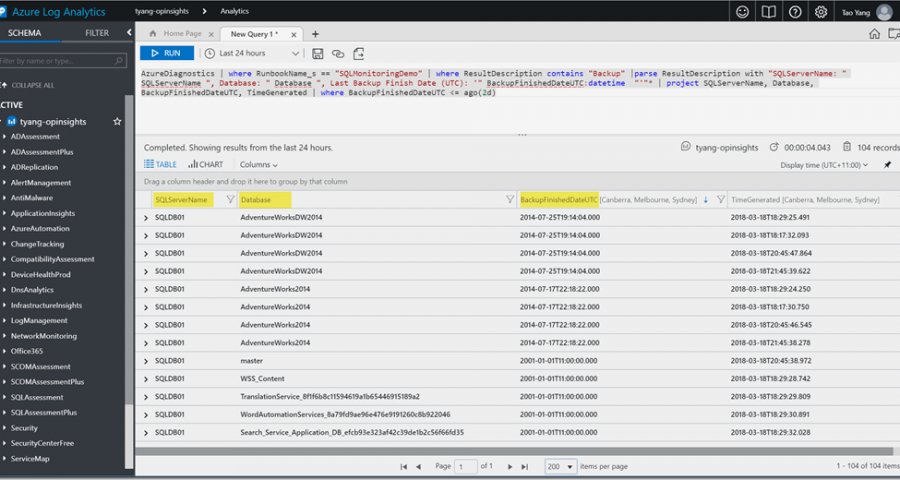 Azure Log Analytics
tyang-opinsights > Analytics
Tao Yang
SCHEMA FILTER
Home Page × New Query 1 * × +
Filter by name or type...
RUN Last 24 hours
COLLAPSE ALL
ACTIVE
tyang-opinsights
ADAssessment
ADAssessmentPlus
ADReplication
AlertManagement
AntiMalware
ApplicationInsights
AzureAutomation
ChangeTracking
CompatibilityAssessment
DeviceHealthProd
DnsAnalytics
InfrastructureInsights
LogManagement
NetworkMonitoring
Office365
SCOMAssessment
SCOMAssessmentPlus
SQLAssessment
SQLAssessmentPlus
Security
SecurityCenterFree
ServiceMap
AzureDiagnostics | where RunbookName_s == "SQLMonitoringDemo" | where ResultDescription contains "Backup" |parse ResultDescription with "SQLServerName: "
SQLServerName ", Database: " Database ", Last Backup Finish Date (UTC): '" BackupFinishedDateUTC:datetime "'"* | project SQLServerName, Database,
BackupFinishedDateUTC, TimeGenerated | where BackupFinishedDateUTC <= ago(2d)
Completed. Showing results from the last 24 hours.
tyang-opinsights 00:00:04.043 104 records
TABLE CHART Columns
Display time (UTC+11:00)
Drag a column header and drop it here to group by that column
SQLServerName Database BackupFinishedDateUTC [Canberra, Melbourne, Sydney] TimeGenerated [Canberra, Melbourne, Sydney]
SQLDB01 AdventureWorksDW2014 2014-07-25T19:14:04.000 2018-03-18T18:29:25.491
SQLDB01 AdventureWorksDW2014 2014-07-25T19:14:04.000 2018-03-18T18:17:32.093
SQLDB01 AdventureWorksDW2014 2014-07-25T19:14:04.000 2018-03-18T20:45:47.864
SQLDB01 AdventureWorksDW2014 2014-07-25T19:14:04.000 2018-03-18T21:45:39.622
SQLDB01 AdventureWorks2014 2014-07-17T22:18:22.000 2018-03-18T18:29:24.250
SQLDB01 AdventureWorks2014 2014-07-17T22:18:22.000 2018-03-18T18:17:30.750
SQLDB01 AdventureWorks2014 2014-07-17T22:18:22.000 2018-03-18T20:45:46.545
SQLDB01 AdventureWorks2014 2014-07-17T22:18:22.000 2018-03-18T21:45:38.278
SQLDB01 master 2001-01-01T11:00:00.000 2018-03-18T20:45:38.972
SQLDB01 WSS_Content 2001-01-01T11:00:00.000 2018-03-18T18:29:28.742
SQLDB01 TranslationService_8f1f6b8c11594619a1b65446915189a2 2001-01-01T11:00:00.000 2018-03-18T18:29:29.809
SQLDB01 WordAutomationServices_8a79fd9ae96e476e9191260c8b922046 2001-01-01T11:00:00.000 2018-03-18T18:29:30.891
SQLDB01 Search_Service_Application_DB_efcb93e323af42c39de1b2c56f66fd35 2001-01-01T11:00:00.000 2018-03-18T18:29:32.028
Page 1 of 1 200 items per page
1 - 104 of 104 items